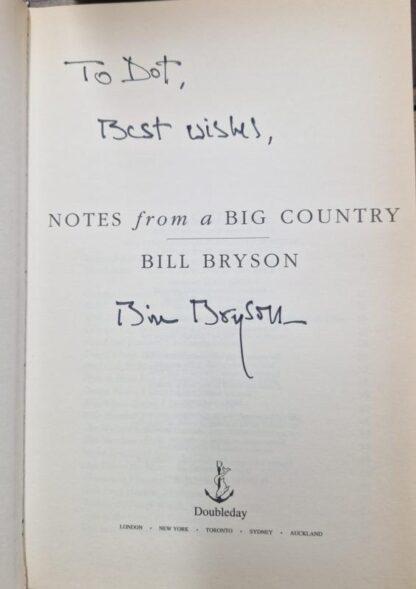 To Dot,
Best wishes,
NOTES from a BIG COUNTRY
BILL BRYSON
Bill Bryson
Doubleday
LONDON • NEW YORK • TORONTO • SYDNEY • AUCKLAND